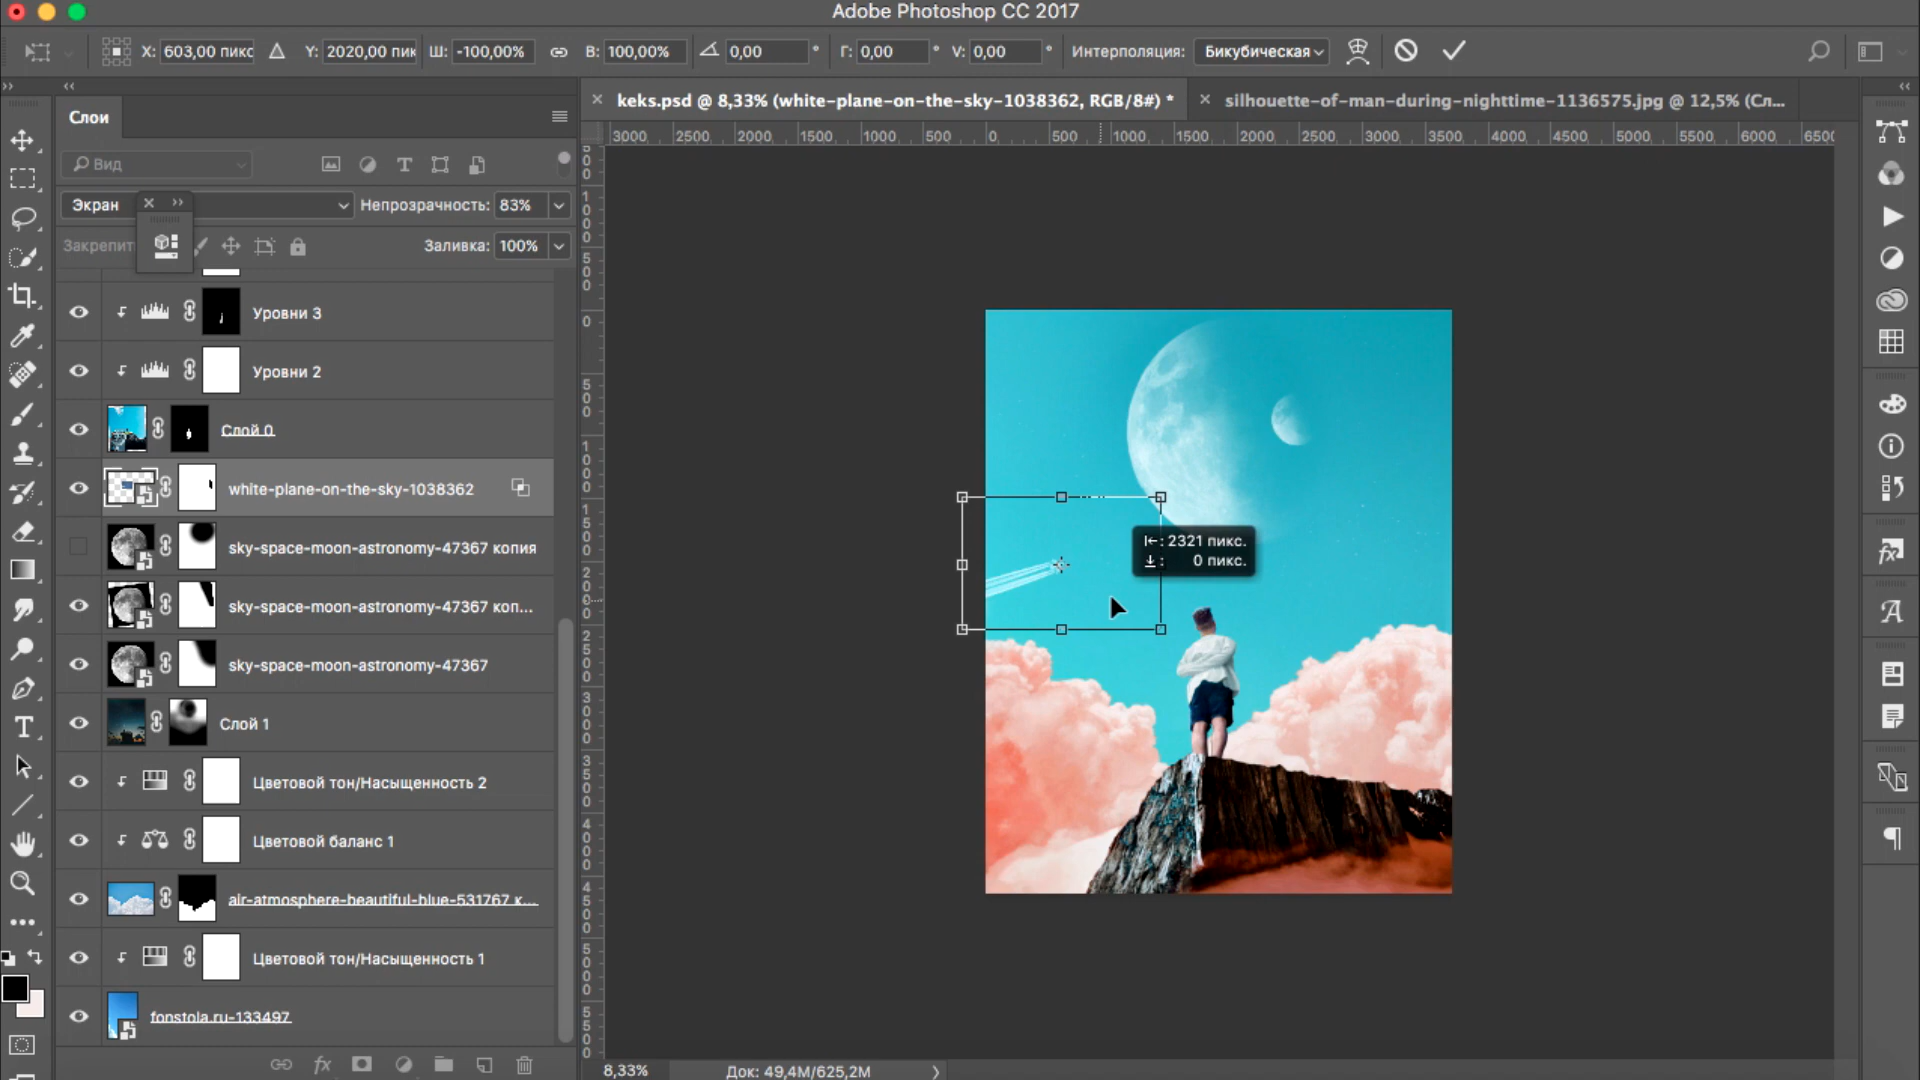 Adobe Photoshop CC 2017
X: 603,00 пикс Y: 2020,00 пик Ш: -100,00% В: 100,00% 0,00 ° Г: 0,00 ° V: 0,00 ° Интерполяция: Бикубическая
keks.psd @ 8,33% (white-plane-on-the-sky-1038362, RGB/8#) *
silhouette-of-man-during-nighttime-1136575.jpg @ 12,5% (Сл...
Слои
3000 2500 2000 1500 1000 500 0 500 1000 1500 2000 2500 3000 3500 4000 4500 5000 5500 6000 6500
Вид
Экран Непрозрачность: 83%
Закрепит Заливка: 100%
Уровни 3
Уровни 2
Слой 0
white-plane-on-the-sky-1038362
sky-space-moon-astronomy-47367 копия
sky-space-moon-astronomy-47367 коп...
sky-space-moon-astronomy-47367
Слой 1
Цветовой тон/Насыщенность 2
Цветовой баланс 1
air-atmosphere-beautiful-blue-531767 к...
Цветовой тон/Насыщенность 1
fonstola.ru-133497
: 2321 пикс.
: 0 пикс.
8,33% Док: 49,4M/625,2M